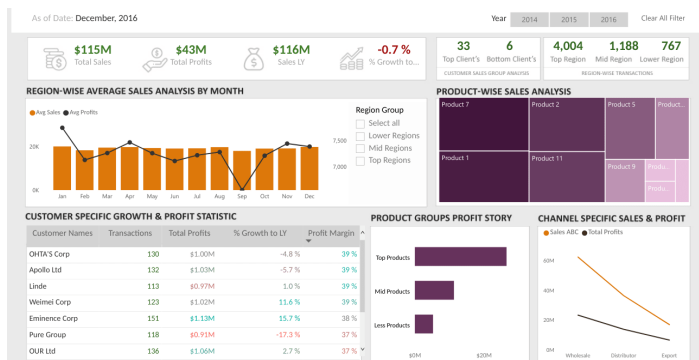 As of Date: December, 2016
Year 2014 2015 2016 Clear All Filter
$115M
Total Sales
$43M
Total Profits
$116M
Sales LY
-0.7 %
% Growth to...
33
Top Client's
6
Bottom Client's
CUSTOMER SALES GROUP ANALYSIS
4,004
Top Region
1,188
Mid Region
767
Lower Region
REGION-WISE TRANSACTIONS
REGION-WISE AVERAGE SALES ANALYSIS BY MONTH
Avg Sales Avg Profits
20K
0K
7,500
7,000
Jan Feb Mar Apr May Jun Jul Aug Sep Oct Nov Dec
Region Group
Select all
Lower Regions
Mid Regions
Top Regions
PRODUCT-WISE SALES ANALYSIS
Product 7
Product 2
Product 5
Product...
Product 1
Product 11
Product 9
Produ...
Produ...
CUSTOMER SPECIFIC GROWTH & PROFIT STATISTIC
Customer Names Transactions Total Profits % Growth to LY Profit Margin
OHTA'S Corp 130 $1.00M -4.8 % 39 %
Apollo Ltd 132 $1.03M -5.7 % 39 %
Linde 113 $0.97M 1.0 % 39 %
Weimei Corp 123 $1.02M 11.6 % 39 %
Eminence Corp 151 $1.13M 15.7 % 38 %
Pure Group 118 $0.91M -17.3 % 37 %
OUR Ltd 136 $1.06M 2.7 % 37 %
PRODUCT GROUPS PROFIT STORY
Top Products
Mid Products
Less Products
$0M $20M
CHANNEL SPECIFIC SALES & PROFIT
Sales ABC Total Profits
60M
40M
20M
0M
Wholesale Distributor Export